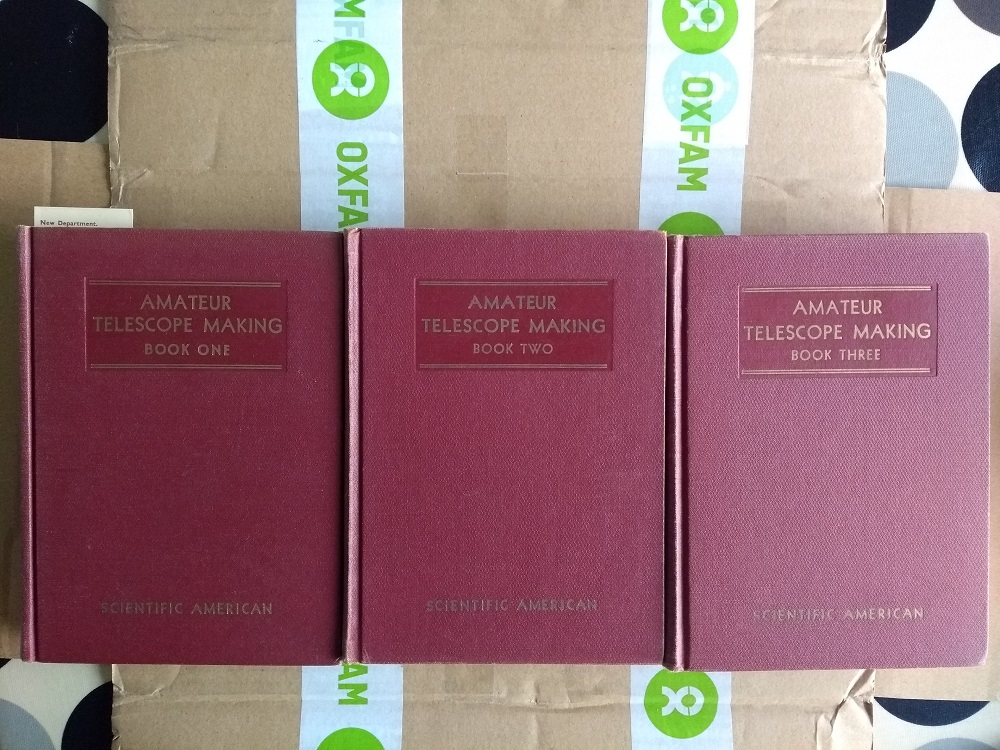 OXFAM
OXFAM
New Department.
AMATEUR
TELESCOPE MAKING
BOOK ONE
SCIENTIFIC AMERICAN
AMATEUR
TELESCOPE MAKING
BOOK TWO
SCIENTIFIC AMERICAN
AMATEUR
TELESCOPE MAKING
BOOK THREE
SCIENTIFIC AMERICAN
AM